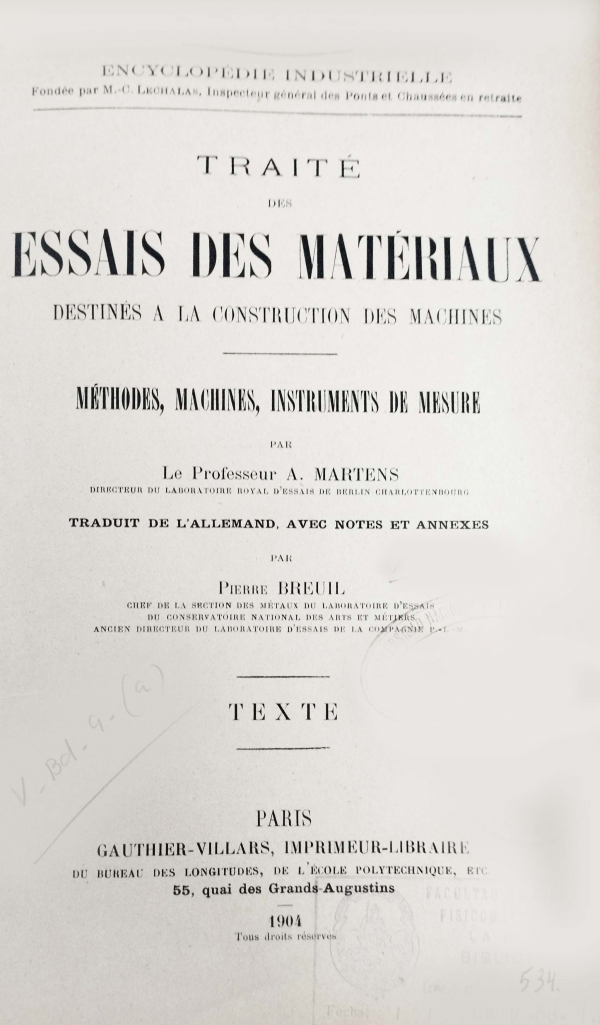 ENCYCLOPÉDIE INDUSTRIELLE
Fondée par M.-C. LECHALAS, Inspecteur général des Ponts et Chaussées en retraite
TRAITÉ
DES
ESSAIS DES MATÉRIAUX
DESTINÉS A LA CONSTRUCTION DES MACHINES
MÉTHODES, MACHINES, INSTRUMENTS DE MESURE
PAR
Le Professeur A. MARTENS
DIRECTEUR DU LABORATOIRE ROYAL D'ESSAIS DE BERLIN CHARLOTTENBOURG
TRADUIT DE L'ALLEMAND, AVEC NOTES ET ANNEXES
PAR
PIERRE BREUIL
CHEF DE LA SECTION DES MÉTAUX DU LABORATOIRE D'ESSAIS
DU CONSERVATOIRE NATIONAL DES ARTS ET MÉTIERS
ANCIEN DIRECTEUR DU LABORATOIRE D'ESSAIS DE LA COMPAGNIE P.-L.-M.
TEXTE
V-Bd-9-(a)
PARIS
GAUTHIER-VILLARS, IMPRIMEUR-LIBRAIRE
DU BUREAU DES LONGITUDES, DE L'ÉCOLE POLYTECHNIQUE, ETC
55, quai des Grands-Augustins
1904
Tous droits réservés
FACULTAD
LA
534.
Fecha: